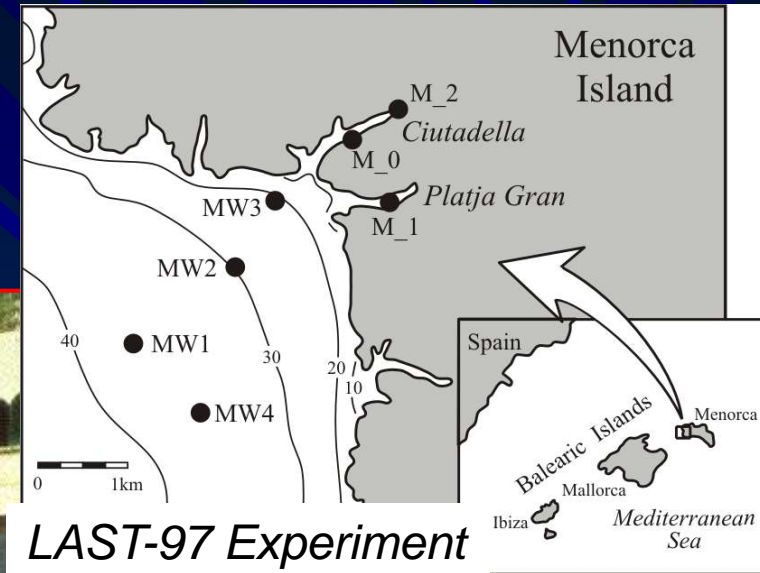 Menorca
Island
M_2
Ciutadella
M_0
Platja Gran
M_1
MW3
MW2
MW1
MW4
40
30
20
10
0 1km
Spain
Menorca
Balearic Islands
Mallorca
Ibiza
Mediterranean
Sea
LAST-97 Experiment